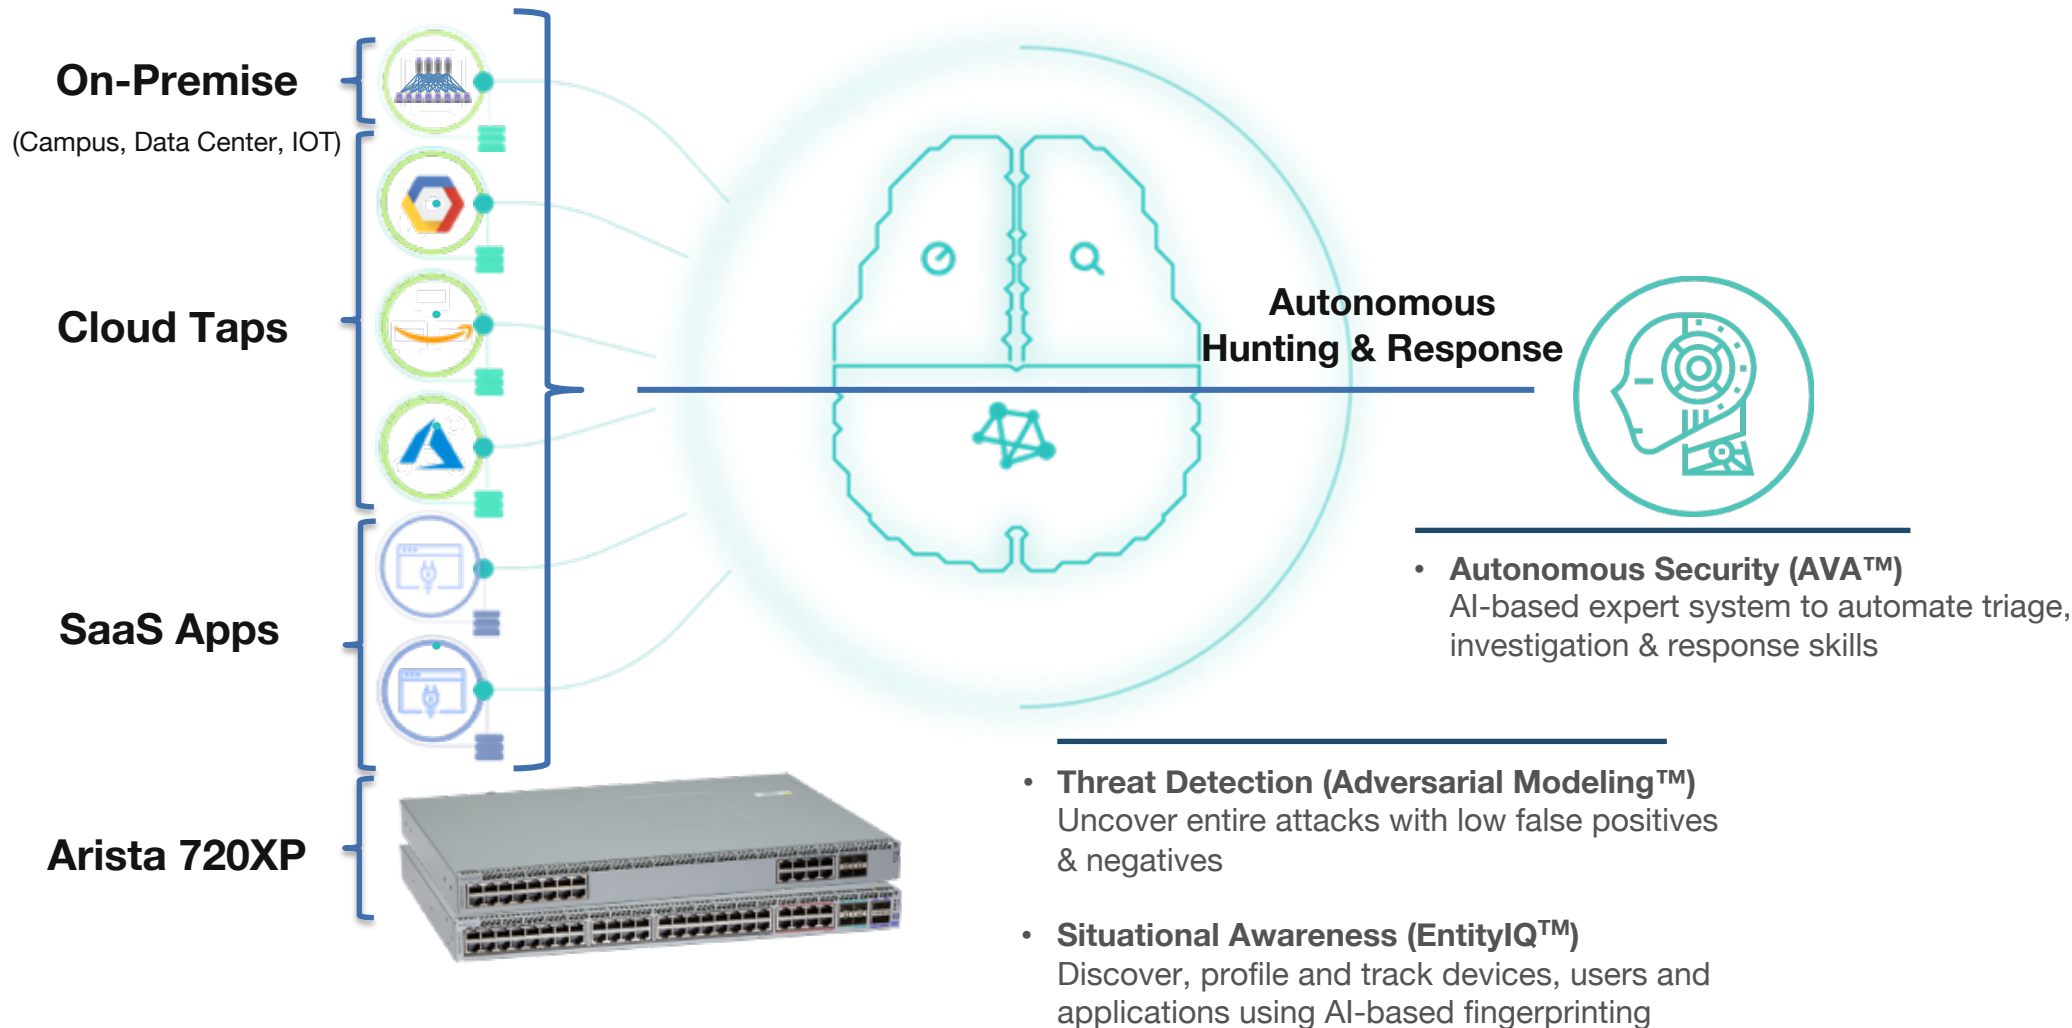 On-Premise
(Campus, Data Center, IOT)
Cloud Taps
SaaS Apps
Arista 720XP
Autonomous
Hunting & Response
• Autonomous Security (AVA™)
AI-based expert system to automate triage,
investigation & response skills
• Threat Detection (Adversarial Modeling™)
Uncover entire attacks with low false positives
& negatives
• Situational Awareness (EntityIQ™)
Discover, profile and track devices, users and
applications using AI-based fingerprinting